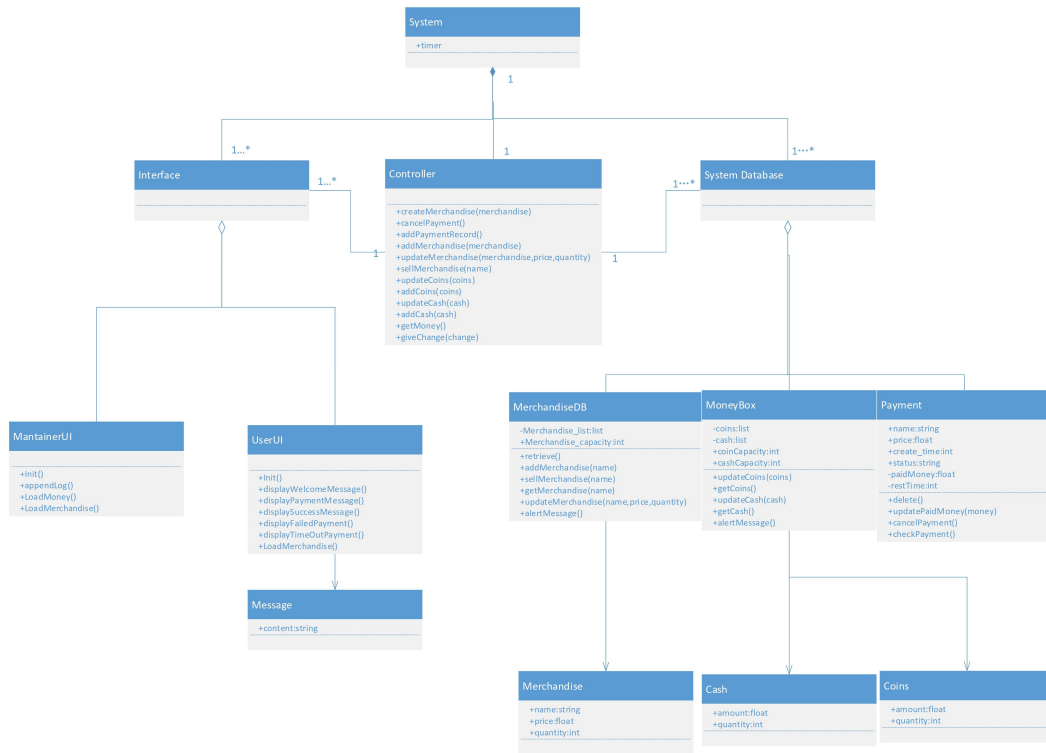 System
+timer
1
1...*
1
1...*
Interface
Controller
System Database
1...*
1...*
1
1
+createMerchandise(merchandise)
+cancelPayment()
+addPaymentRecord()
+addMerchandise(merchandise)
+updateMerchandise(merchandise,price,quantity)
+sellMerchandise(name)
+updateCoins(coins)
+addCoins(coins)
+updateCash(cash)
+addCash(cash)
+getMoney()
+giveChange(change)
MantainerUI
+Init()
+appendLog()
+LoadMoney()
+LoadMerchandise()
UserUI
+Init()
+displayWelcomeMessage()
+displayPaymentMessage()
+displaySuccessMessage()
+displayFailedPayment()
+displayTimeOutPayment()
+LoadMerchandise()
MerchandiseDB
-Merchandise_list:list
+Merchandise_capacity:int
+retrieve()
+addMerchandise(name)
+sellMerchandise(name)
+getMerchandise(name)
+updateMerchandise(name,price,quantity)
+alertMessage()
MoneyBox
-coins:list
-cash:list
+coinCapacity:int
+cashCapacity:int
+updateCoins(coins)
+getCoins()
+updateCash(cash)
+getCash()
+alertMessage()
Payment
+name:string
+price:float
+create_time:int
+status:string
-paidMoney:float
-restTime:int
+delete()
+updatePaidMoney(money)
+cancelPayment()
+checkPayment()
Message
+content:string
Merchandise
+name:string
+price:float
+quantity:int
Cash
+amount:float
+quantity:int
Coins
+amount:float
+quantity:int